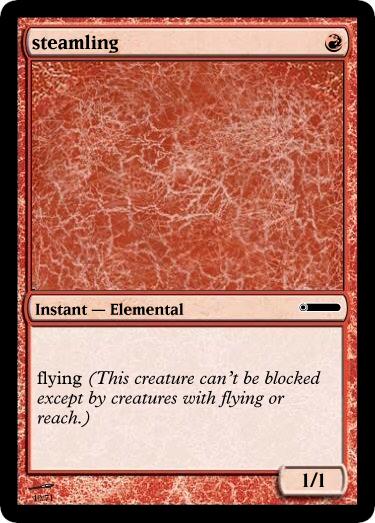 steamling
Instant — Elemental
flying (This creature can't be blocked
except by creatures with flying or
reach.)
1/1